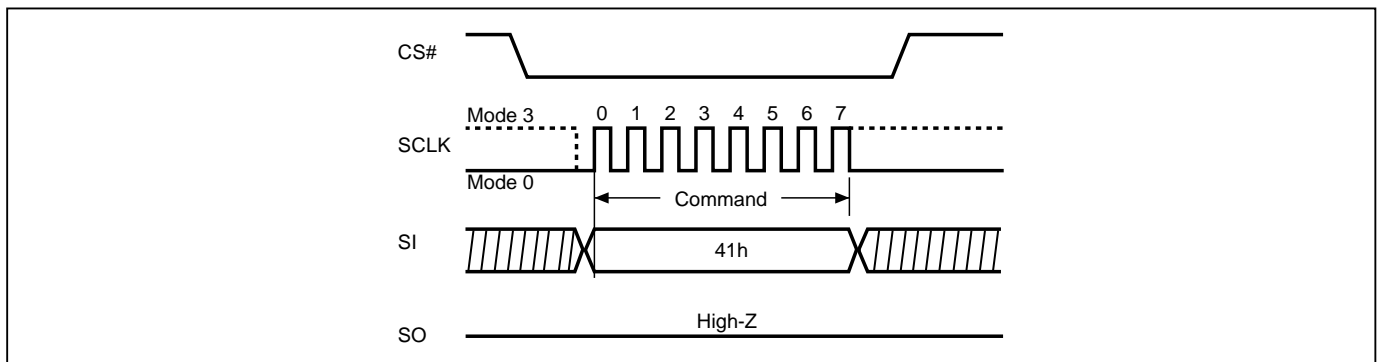 CS#
Mode 3 0 1 2 3 4 5 6 7
SCLK
Mode 0
Command
SI
41h
High-Z
SO